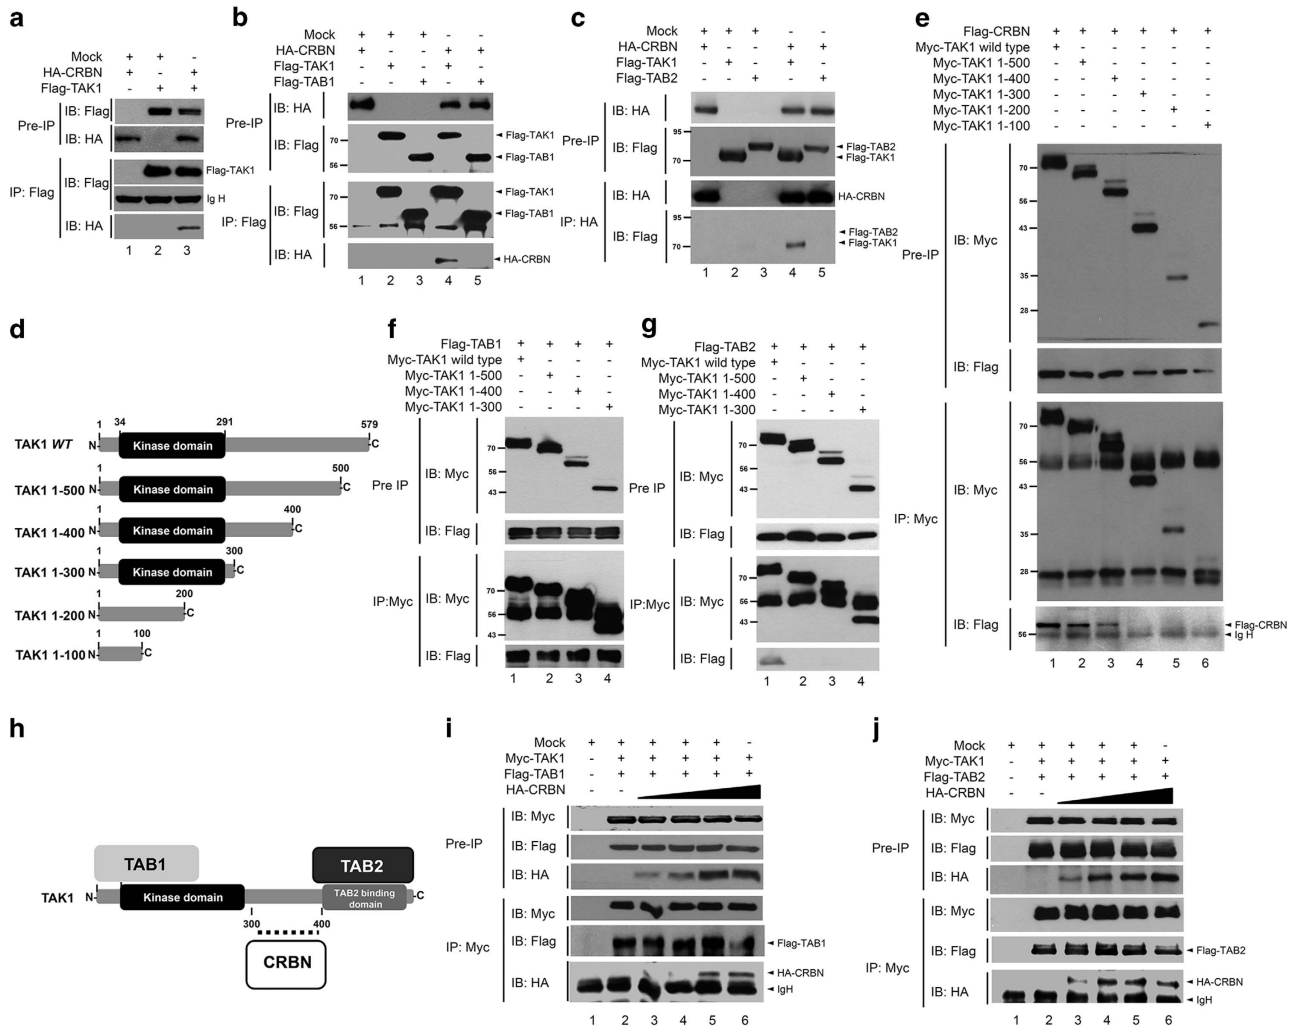 a
Mock + + -
HA-CRBN + - +
Flag-TAK1 - + +
Pre-IP
IB: Flag
IB: HA
IP: Flag
IB: Flag
Flag-TAK1
Ig H
IB: HA
1 2 3
b
Mock + + + - -
HA-CRBN + - - + +
Flag-TAK1 - + - + -
Flag-TAB1 - - + - +
Pre-IP
IB: HA
IB: Flag
70
56
Flag-TAK1
Flag-TAB1
IP: Flag
IB: Flag
70
56
Flag-TAK1
Flag-TAB1
IB: HA
HA-CRBN
1 2 3 4 5
c
Mock + + + - -
HA-CRBN + - - + +
Flag-TAK1 - + - + -
Flag-TAB2 - - + - +
Pre-IP
IB: HA
IB: Flag
95
70
Flag-TAB2
Flag-TAK1
IP: HA
IB: HA
HA-CRBN
IB: Flag
70
Flag-TAB2
Flag-TAK1
1 2 3 4 5
d
1 34 291 579
TAK1 WT N- Kinase domain -C
1 500
TAK1 1-500 N- Kinase domain -C
1 400
TAK1 1-400 N- Kinase domain -C
1 300
TAK1 1-300 N- Kinase domain -C
1 200
TAK1 1-200 N- -C
1 100
TAK1 1-100 N- -C
e
Flag-CRBN + + + + + +
Myc-TAK1 wild type + - - - - -
Myc-TAK1 1-500 - + - - - -
Myc-TAK1 1-400 - - + - - -
Myc-TAK1 1-300 - - - + - -
Myc-TAK1 1-200 - - - - + -
Myc-TAK1 1-100 - - - - - +
Pre-IP
IB: Myc
70
56
43
35
28
IB: Flag
IP: Myc
IB: Myc
70
56
43
35
28
IB: Flag
56
Flag-CRBN
Ig H
1 2 3 4 5 6
f
Flag-TAB1 + + + +
Myc-TAK1 wild type + - - -
Myc-TAK1 1-500 - + - -
Myc-TAK1 1-400 - - + -
Myc-TAK1 1-300 - - - +
Pre IP
IB: Myc
70
56
43
IB: Flag
IP:Myc
IB: Myc
70
56
43
IB: Flag
1 2 3 4
g
Flag-TAB2 + + + +
Myc-TAK1 wild type + - - -
Myc-TAK1 1-500 - + - -
Myc-TAK1 1-400 - - + -
Myc-TAK1 1-300 - - - +
Pre IP
IB: Myc
70
56
43
IB: Flag
IP:Myc
IB: Myc
70
56
43
IB: Flag
1 2 3 4
h
TAB1
TAB2
TAK1 N- Kinase domain TAB2 binding domain -C
300 400
CRBN
i
Mock + + + + + -
Myc-TAK1 - + + + + +
Flag-TAB1 - + + + + +
HA-CRBN - -
Pre-IP
IB: Myc
IB: Flag
IB: HA
IP: Myc
IB: Myc
IB: Flag
Flag-TAB1
IB: HA
HA-CRBN
IgH
1 2 3 4 5 6
j
Mock + + + + + -
Myc-TAK1 - + + + + +
Flag-TAB2 - + + + + +
HA-CRBN - -
Pre-IP
IB: Myc
IB: Flag
IB: HA
IP: Myc
IB: Myc
IB: Flag
Flag-TAB2
IB: HA
HA-CRBN
IgH
1 2 3 4 5 6